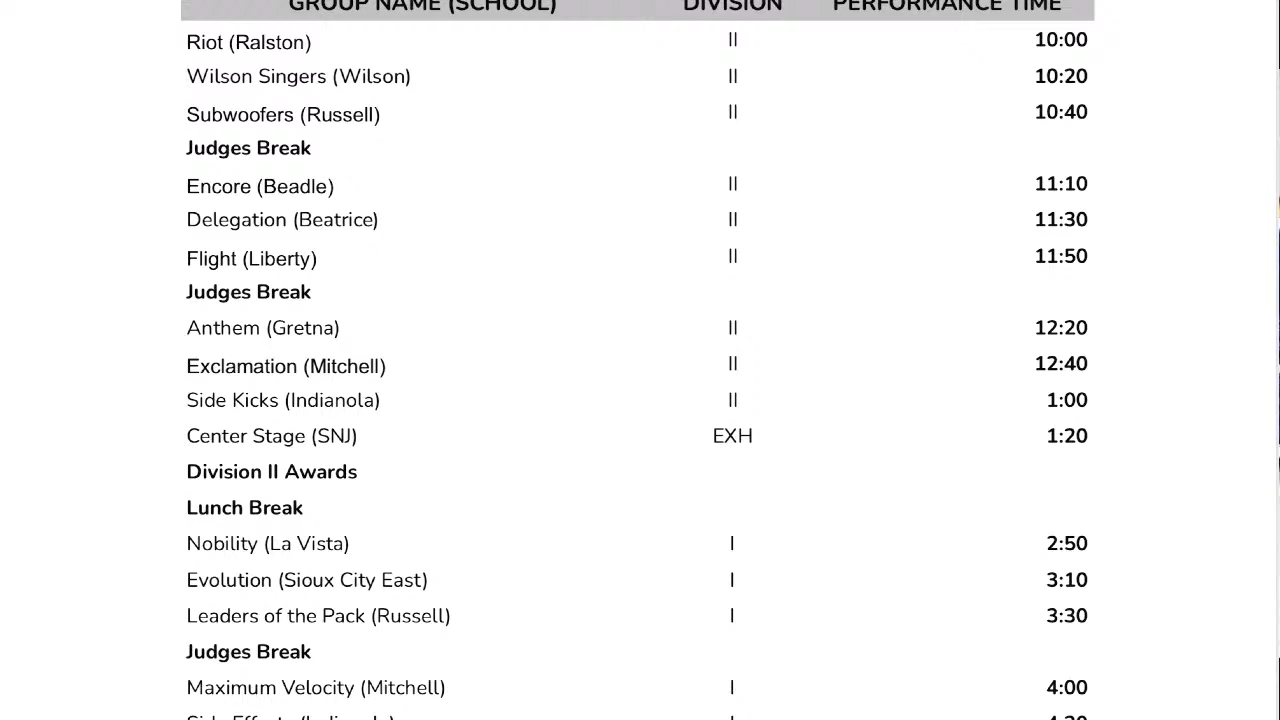 GROUP NAME (SCHOOL) DIVISION PERFORMANCE TIME
Riot (Ralston) II 10:00
Wilson Singers (Wilson) II 10:20
Subwoofers (Russell) II 10:40
Judges Break
Encore (Beadle) II 11:10
Delegation (Beatrice) II 11:30
Flight (Liberty) II 11:50
Judges Break
Anthem (Gretna) II 12:20
Exclamation (Mitchell) II 12:40
Side Kicks (Indianola) II 1:00
Center Stage (SNJ) EXH 1:20
Division II Awards
Lunch Break
Nobility (La Vista) I 2:50
Evolution (Sioux City East) I 3:10
Leaders of the Pack (Russell) I 3:30
Judges Break
Maximum Velocity (Mitchell) I 4:00